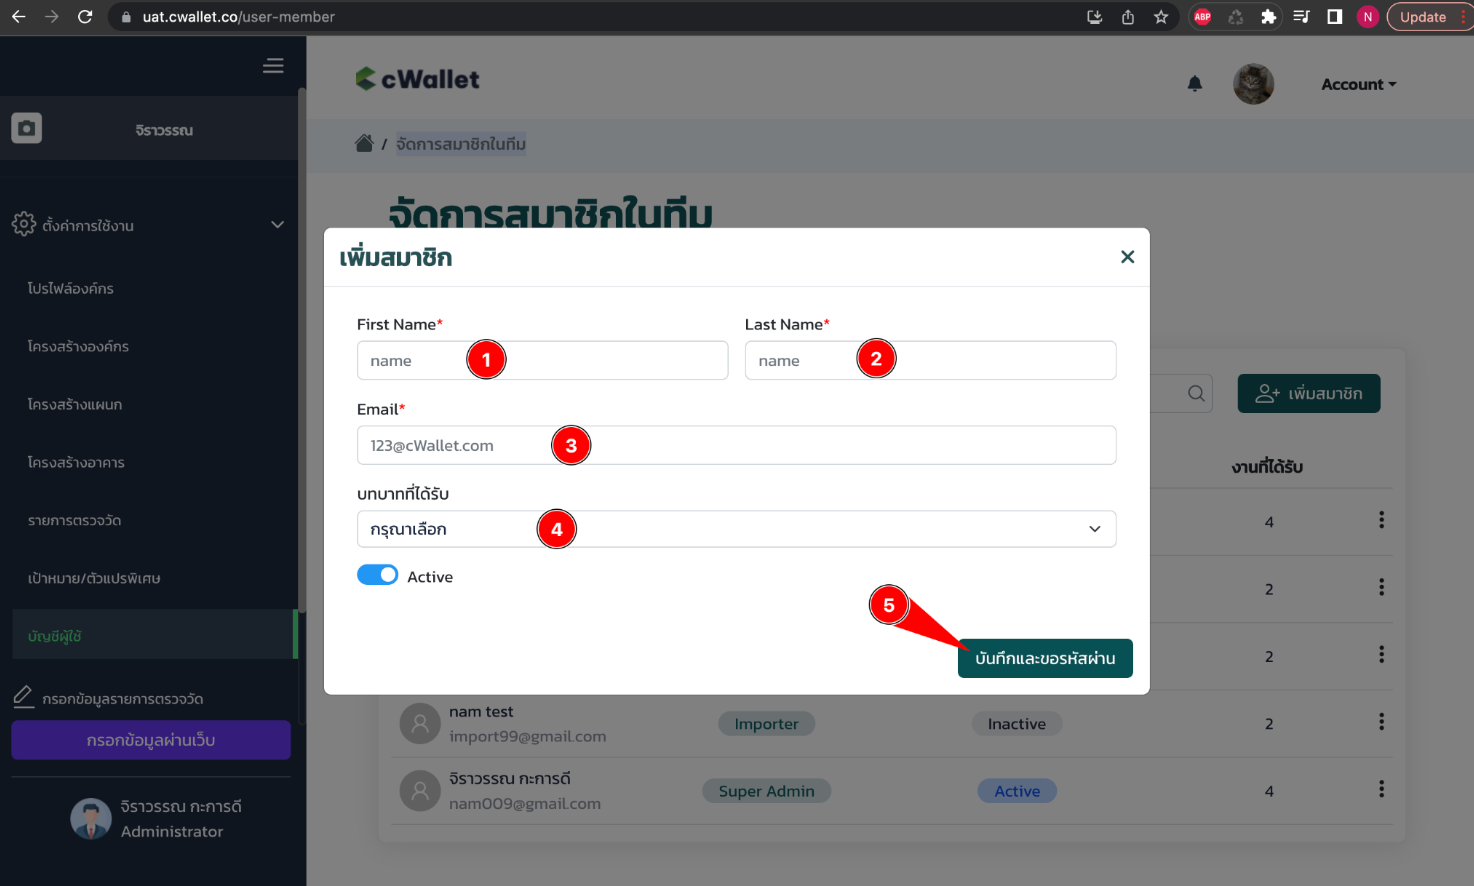 uat.cwallet.co/user-member
ABP
N
Update
cWallet
Account
จิราวรรณ
/ จัดการสมาชิกในทีม
จัดการสมาชิกในทีม
ตั้งค่าการใช้งาน
โปรไฟล์องค์กร
โครงสร้างองค์กร
โครงสร้างแผนก
โครงสร้างอาคาร
รายการตรวจวัด
เป้าหมาย/ตัวแปรพิเศษ
บัญชีผู้ใช้
กรอกข้อมูลรายการตรวจวัด
กรอกข้อมูลผ่านเว็บ
จิราวรรณ กะการดี
Administrator
เพิ่มสมาชิก
First Name*
Last Name*
name
1
name
2
Email*
123@cWallet.com
3
บทบาทที่ได้รับ
กรุณาเลือก
4
Active
5
บันทึกและขอรหัสผ่าน
เพิ่มสมาชิก
งานที่ได้รับ
4
2
2
nam test
import99@gmail.com
Importer
Inactive
2
จิราวรรณ กะการดี
nam009@gmail.com
Super Admin
Active
4